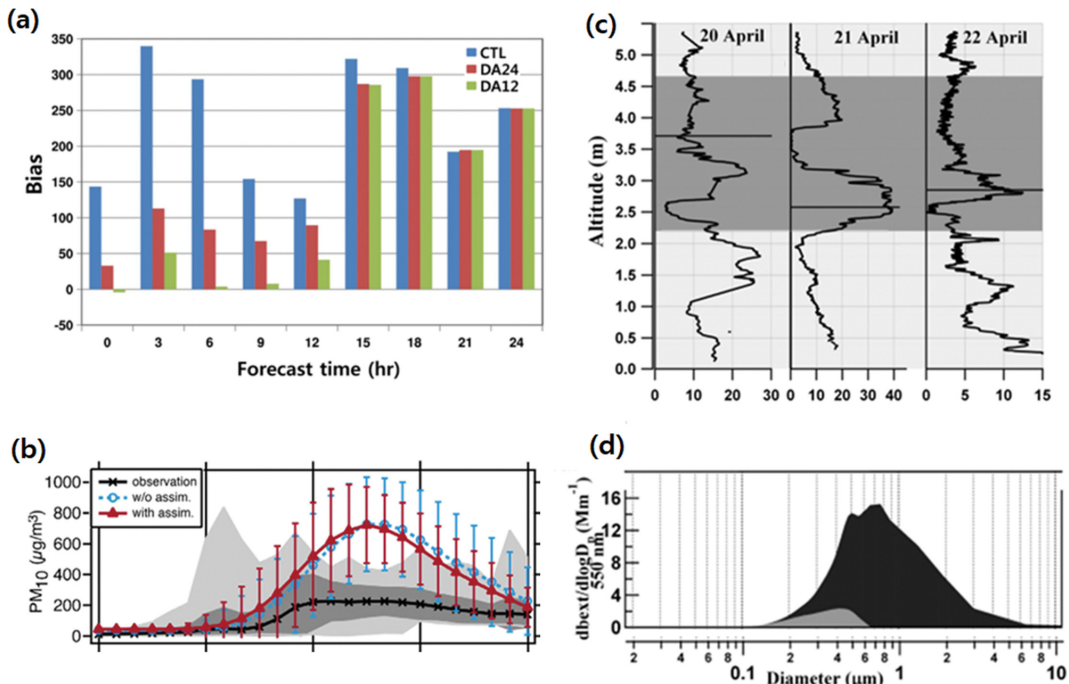 (a)
350
300
250
200
150
100
50
0
-50
Bias
CTL
DA24
DA12
0 3 6 9 12 15 18 21 24
Forecast time (hr)
(b)
1000
800
600
400
200
0
PM10 (μg/m³)
observation
w/o assim.
with assim.
(c)
20 April 21 April 22 April
5.0
4.5
4.0
3.5
3.0
2.5
2.0
1.5
1.0
0.5
0.0
Altitude (m)
0 10 20 30 0 10 20 30 40 0 5 10 15
(d)
16
12
8
4
0
dbext/dlogDp (Mm-1)
550 nm
2 4 6 8 0.1 2 4 6 8 1 2 4 6 8 10
Diameter (μm)